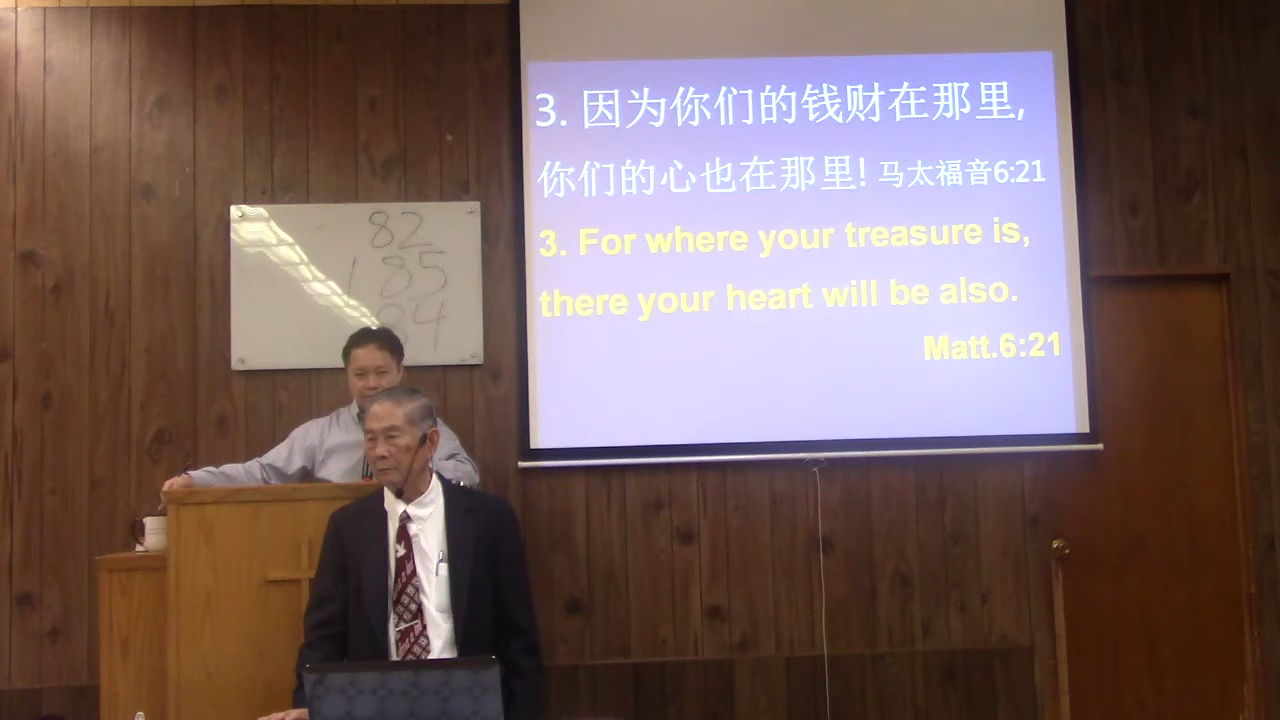 82
185
84
3. 因为你们的钱财在那里,
你们的心也在那里! 马太福音6:21
3. For where your treasure is,
there your heart will be also.
Matt.6:21